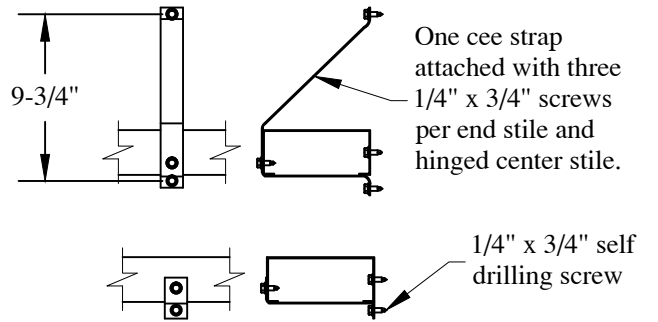 One cee strap
attached with three
1/4" x 3/4" screws
per end stile and
hinged center stile.
9-3/4"
1/4" x 3/4" self
drilling screw